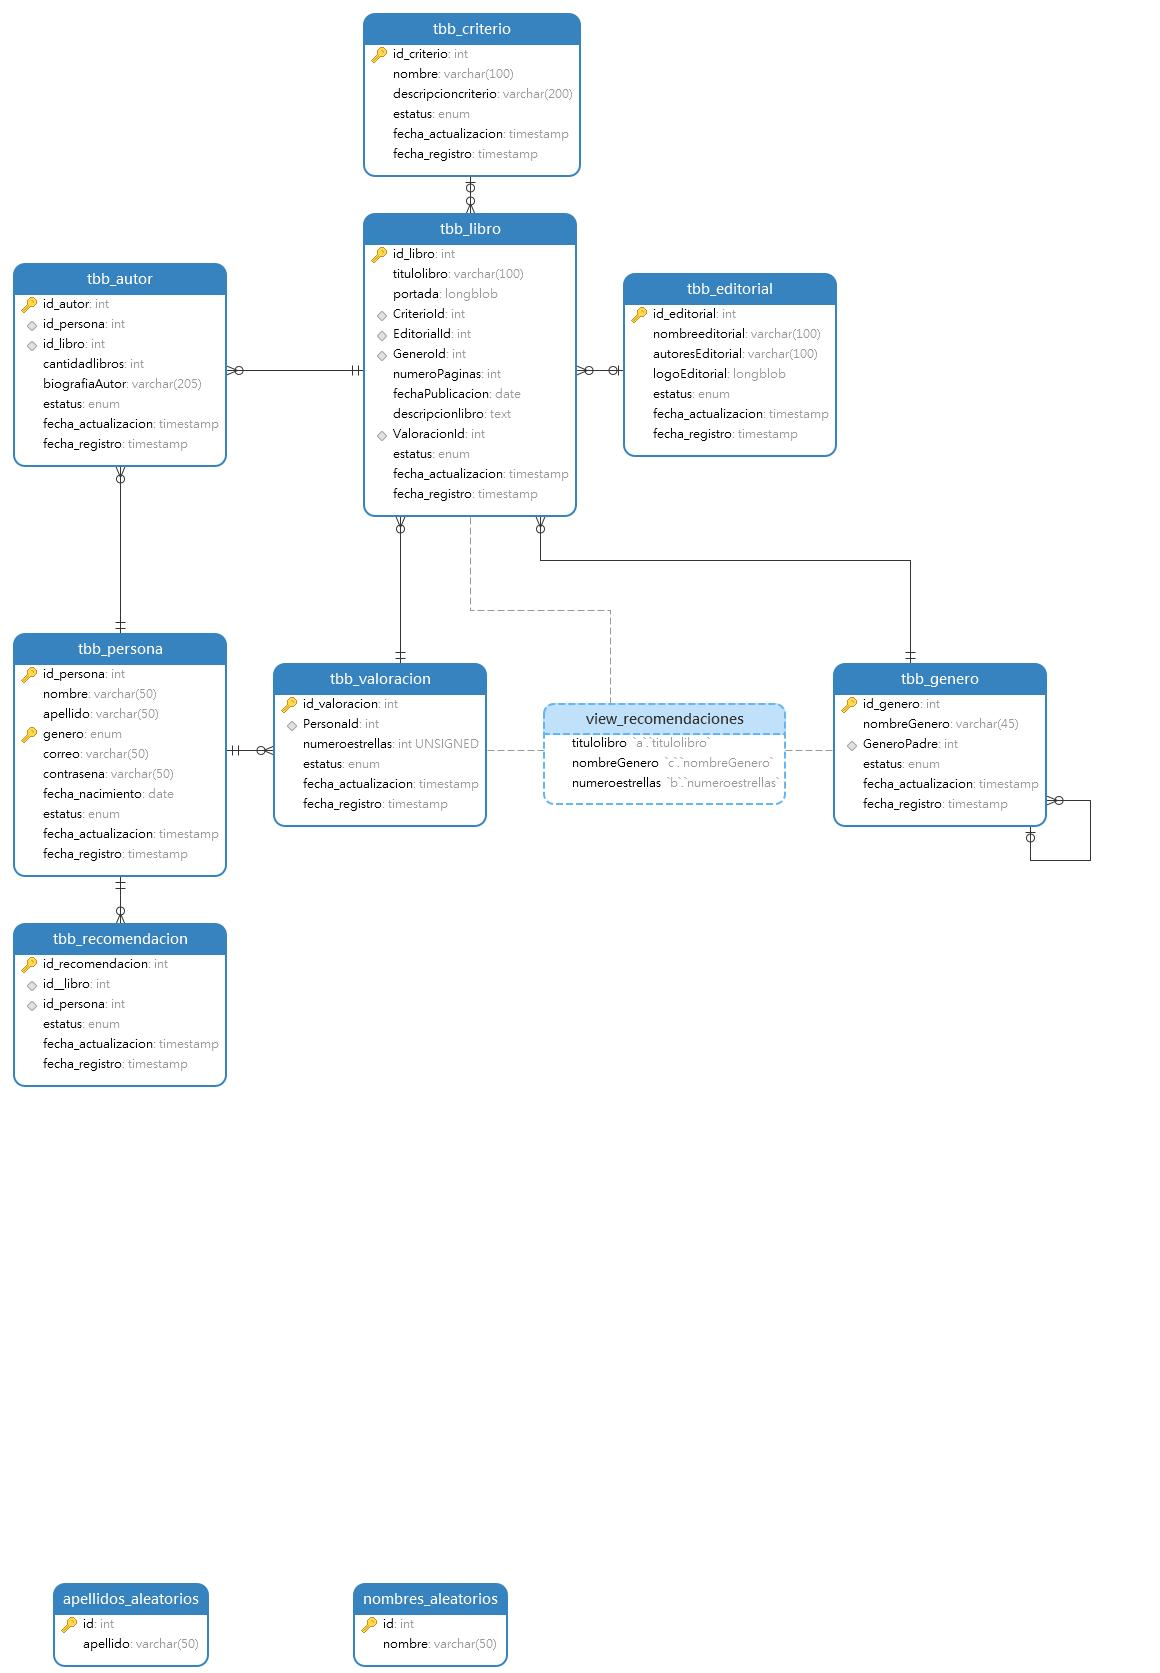 tbb_criterio
id_criterio: int
nombre: varchar(100)
descripcioncriterio: varchar(200)
estatus: enum
fecha_actualizacion: timestamp
fecha_registro: timestamp
tbb_libro
id_libro: int
titulolibro: varchar(100)
portada: longblob
CriterioId: int
EditorialId: int
GeneroId: int
numeroPaginas: int
fechaPublicacion: date
descripcionlibro: text
ValoracionId: int
estatus: enum
fecha_actualizacion: timestamp
fecha_registro: timestamp
tbb_autor
id_autor: int
id_persona: int
id_libro: int
cantidadlibros: int
biografiaAutor: varchar(205)
estatus: enum
fecha_actualizacion: timestamp
fecha_registro: timestamp
tbb_editorial
id_editorial: int
nombreeditorial: varchar(100)
autoresEditorial: varchar(100)
logoEditorial: longblob
estatus: enum
fecha_actualizacion: timestamp
fecha_registro: timestamp
tbb_persona
id_persona: int
nombre: varchar(50)
apellido: varchar(50)
genero: enum
correo: varchar(50)
contrasena: varchar(50)
fecha_nacimiento: date
estatus: enum
fecha_actualizacion: timestamp
fecha_registro: timestamp
tbb_valoracion
id_valoracion: int
PersonaId: int
numeroestrellas: int UNSIGNED
estatus: enum
fecha_actualizacion: timestamp
fecha_registro: timestamp
view_recomendaciones
titulolibro `a`.`titulolibro`
nombreGenero `c`.`nombreGenero`
numeroestrellas `b`.`numeroestrellas`
tbb_genero
id_genero: int
nombreGenero: varchar(45)
GeneroPadre: int
estatus: enum
fecha_actualizacion: timestamp
fecha_registro: timestamp
tbb_recomendacion
id_recomendacion: int
id__libro: int
id_persona: int
estatus: enum
fecha_actualizacion: timestamp
fecha_registro: timestamp
apellidos_aleatorios
id: int
apellido: varchar(50)
nombres_aleatorios
id: int
nombre: varchar(50)